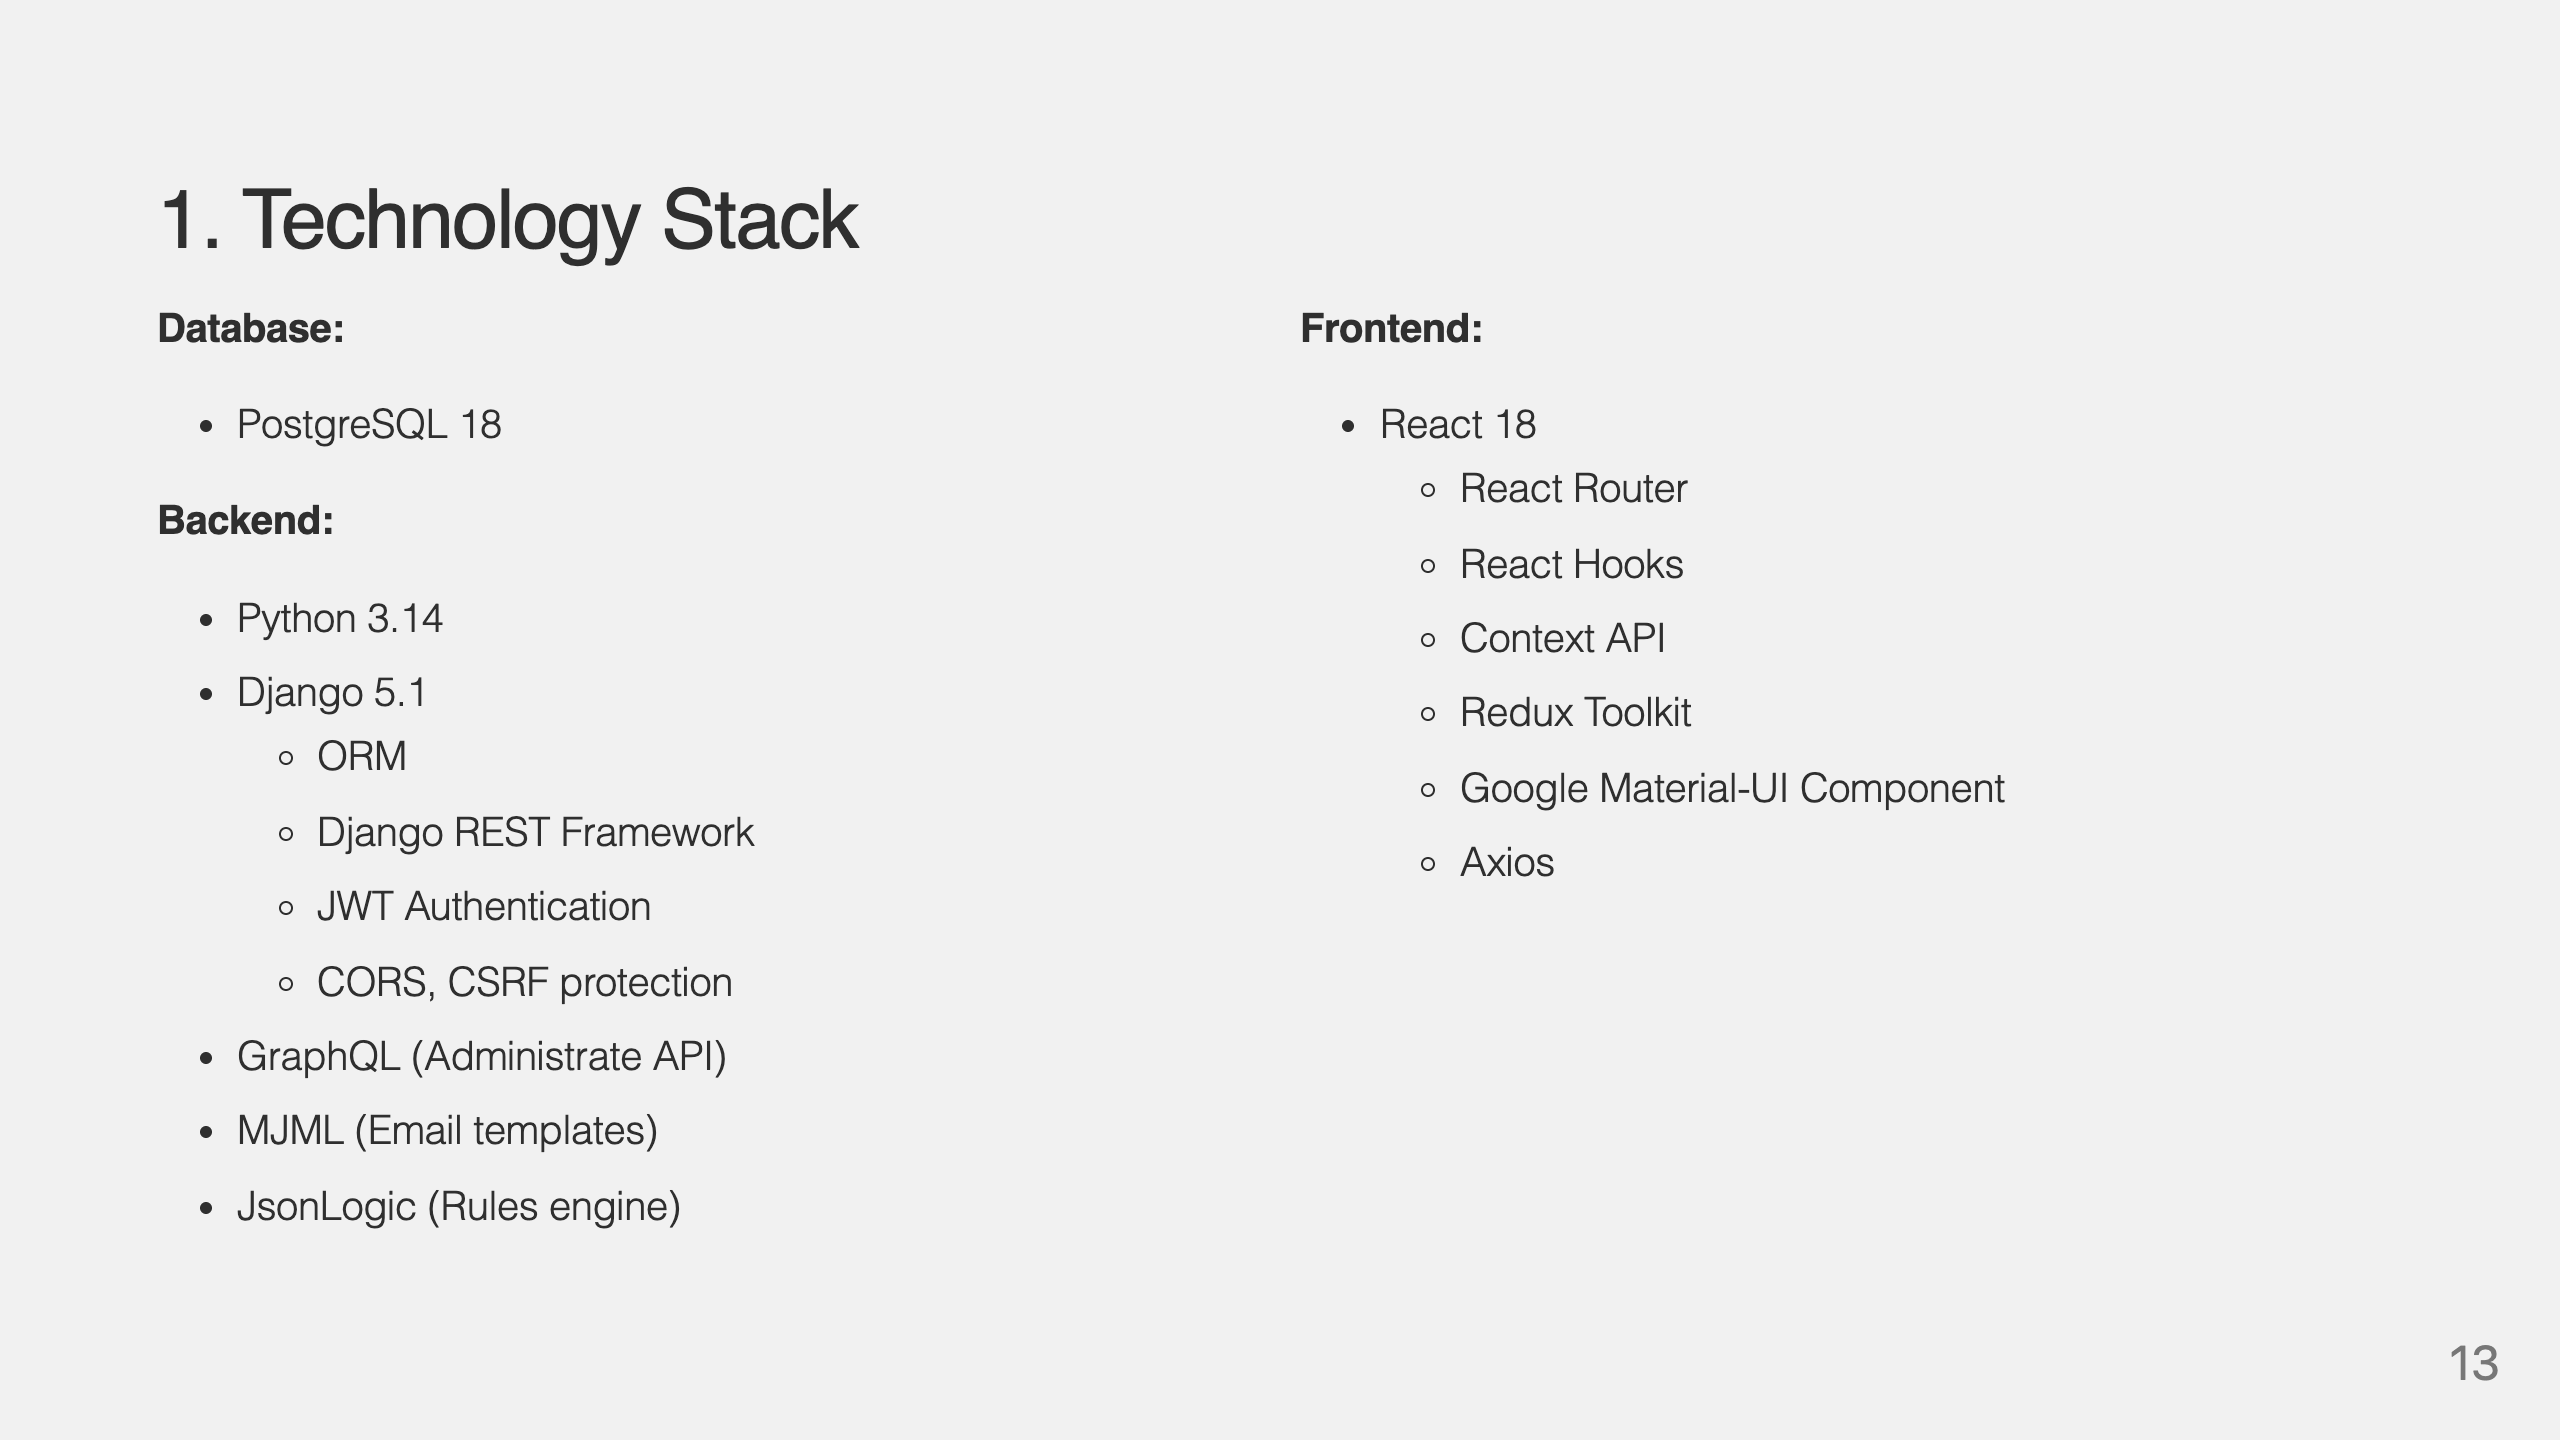 1. Technology Stack
Database:
• PostgreSQL 18
Backend:
• Python 3.14
• Django 5.1
◦ ORM
◦ Django REST Framework
◦ JWT Authentication
◦ CORS, CSRF protection
• GraphQL (Administrate API)
• MJML (Email templates)
• JsonLogic (Rules engine)
Frontend:
• React 18
◦ React Router
◦ React Hooks
◦ Context API
◦ Redux Toolkit
◦ Google Material-UI Component
◦ Axios
13